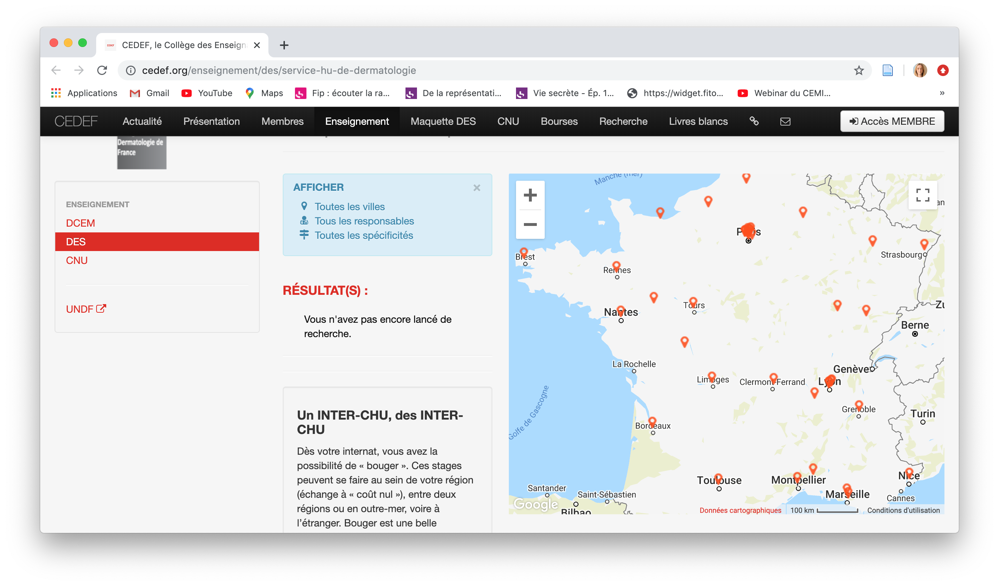 CEDEF, le Collège des Enseign
cedef.org/enseignement/des/service-hu-de-dermatologie
Applications Gmail YouTube Maps Fip : écouter la ra... De la représentati... Vie secrète - Ép. 1... https://widget.fito... Webinar du CEMI... »
CEDEF Actualité Présentation Membres Enseignement Maquette DES CNU Bourses Recherche Livres blancs Accès MEMBRE
Dermatologie de
France
ENSEIGNEMENT
DCEM
DES
CNU
UNDF
AFFICHER
Toutes les villes
Tous les responsables
Toutes les spécificités
RÉSULTAT(S) :
Vous n'avez pas encore lancé de
recherche.
Un INTER-CHU, des INTER-
CHU
Dès votre internat, vous avez la
possibilité de « bouger ». Ces stages
peuvent se faire au sein de votre région
(échange à « coût nul »), entre deux
régions ou en outre-mer, voire à
l’étranger. Bouger est une belle
Manche (mer)
Paris
Strasbourg
Brest
Rennes
Tours
Nantes
Berne
La Rochelle
Genève
Limoges
Clermont-Ferrand
Lyon
Golfe de Gascogne
Grenoble
Turin
Bordeaux
Toulouse
Montpellier
Nice
Santander
Saint-Sébastien
Marseille
Cannes
Google
Bilbao
Données cartographiques 100 km Conditions d'utilisation